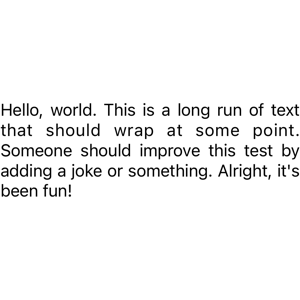 Hello, world. This is a long run of text
that should wrap at some point.
Someone should improve this test by
adding a joke or something. Alright, it's
been fun!